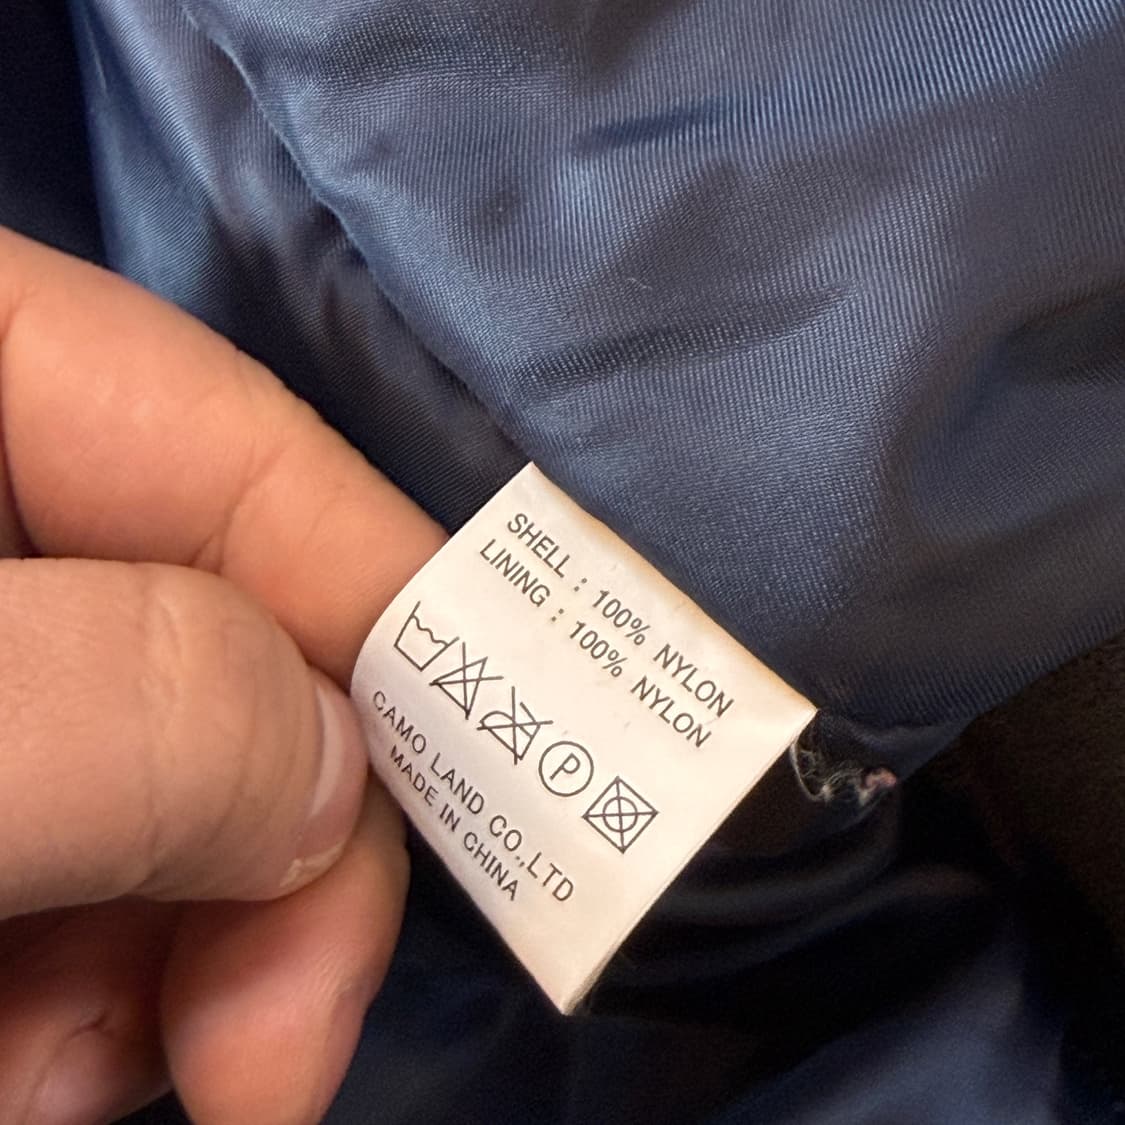 SHELL : 100% NYLON
LINING : 100% NYLON
P
CAMO LAND CO.,LTD
MADE IN CHINA